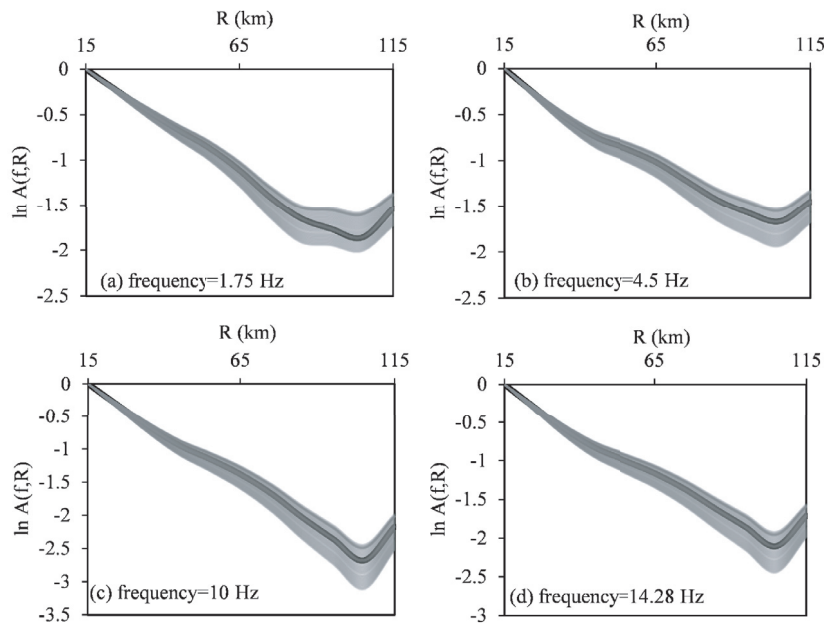 R (km)
15 65 115
0
-0.5
-1
-1.5
-2
-2.5
ln A(f,R)
(a) frequency=1.75 Hz
R (km)
15 65 115
0
-0.5
-1
-1.5
-2
-2.5
ln A(f,R)
(b) frequency=4.5 Hz
R (km)
15 65 115
0
-0.5
-1
-1.5
-2
-2.5
-3
-3.5
ln A(f,R)
(c) frequency=10 Hz
R (km)
15 65 115
0
-0.5
-1
-1.5
-2
-2.5
-3
ln A(f,R)
(d) frequency=14.28 Hz